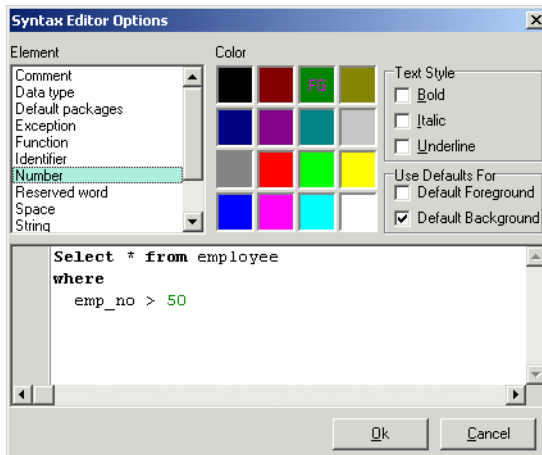 Syntax Editor Options
Element
Comment
Data type
Default packages
Exception
Function
Identifier
Number
Reserved word
Space
String
Color
FG
Text Style
Bold
Italic
Underline
Use Defaults For
Default Foreground
Default Background
Select * from employee
where
emp_no > 50
Ok
Cancel